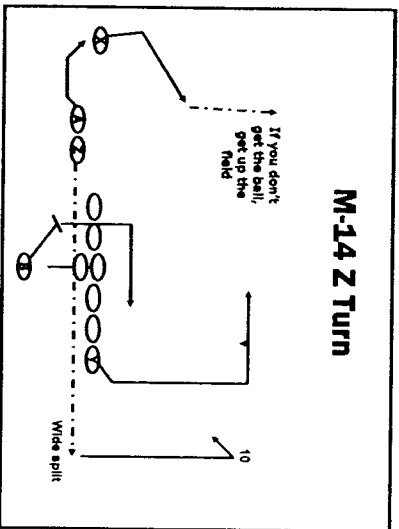 M-14 Z Turn
If you don't
get the ball,
get up the
field
10
Wide split
X
A
Z
B
Y